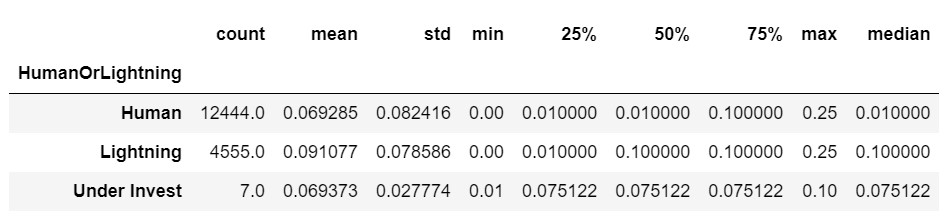 count mean std min 25% 50% 75% max median
HumanOrLightning
Human 12444.0 0.069285 0.082416 0.00 0.010000 0.010000 0.100000 0.25 0.010000
Lightning 4555.0 0.091077 0.078586 0.00 0.010000 0.100000 0.100000 0.25 0.100000
Under Invest 7.0 0.069373 0.027774 0.01 0.075122 0.075122 0.075122 0.10 0.075122